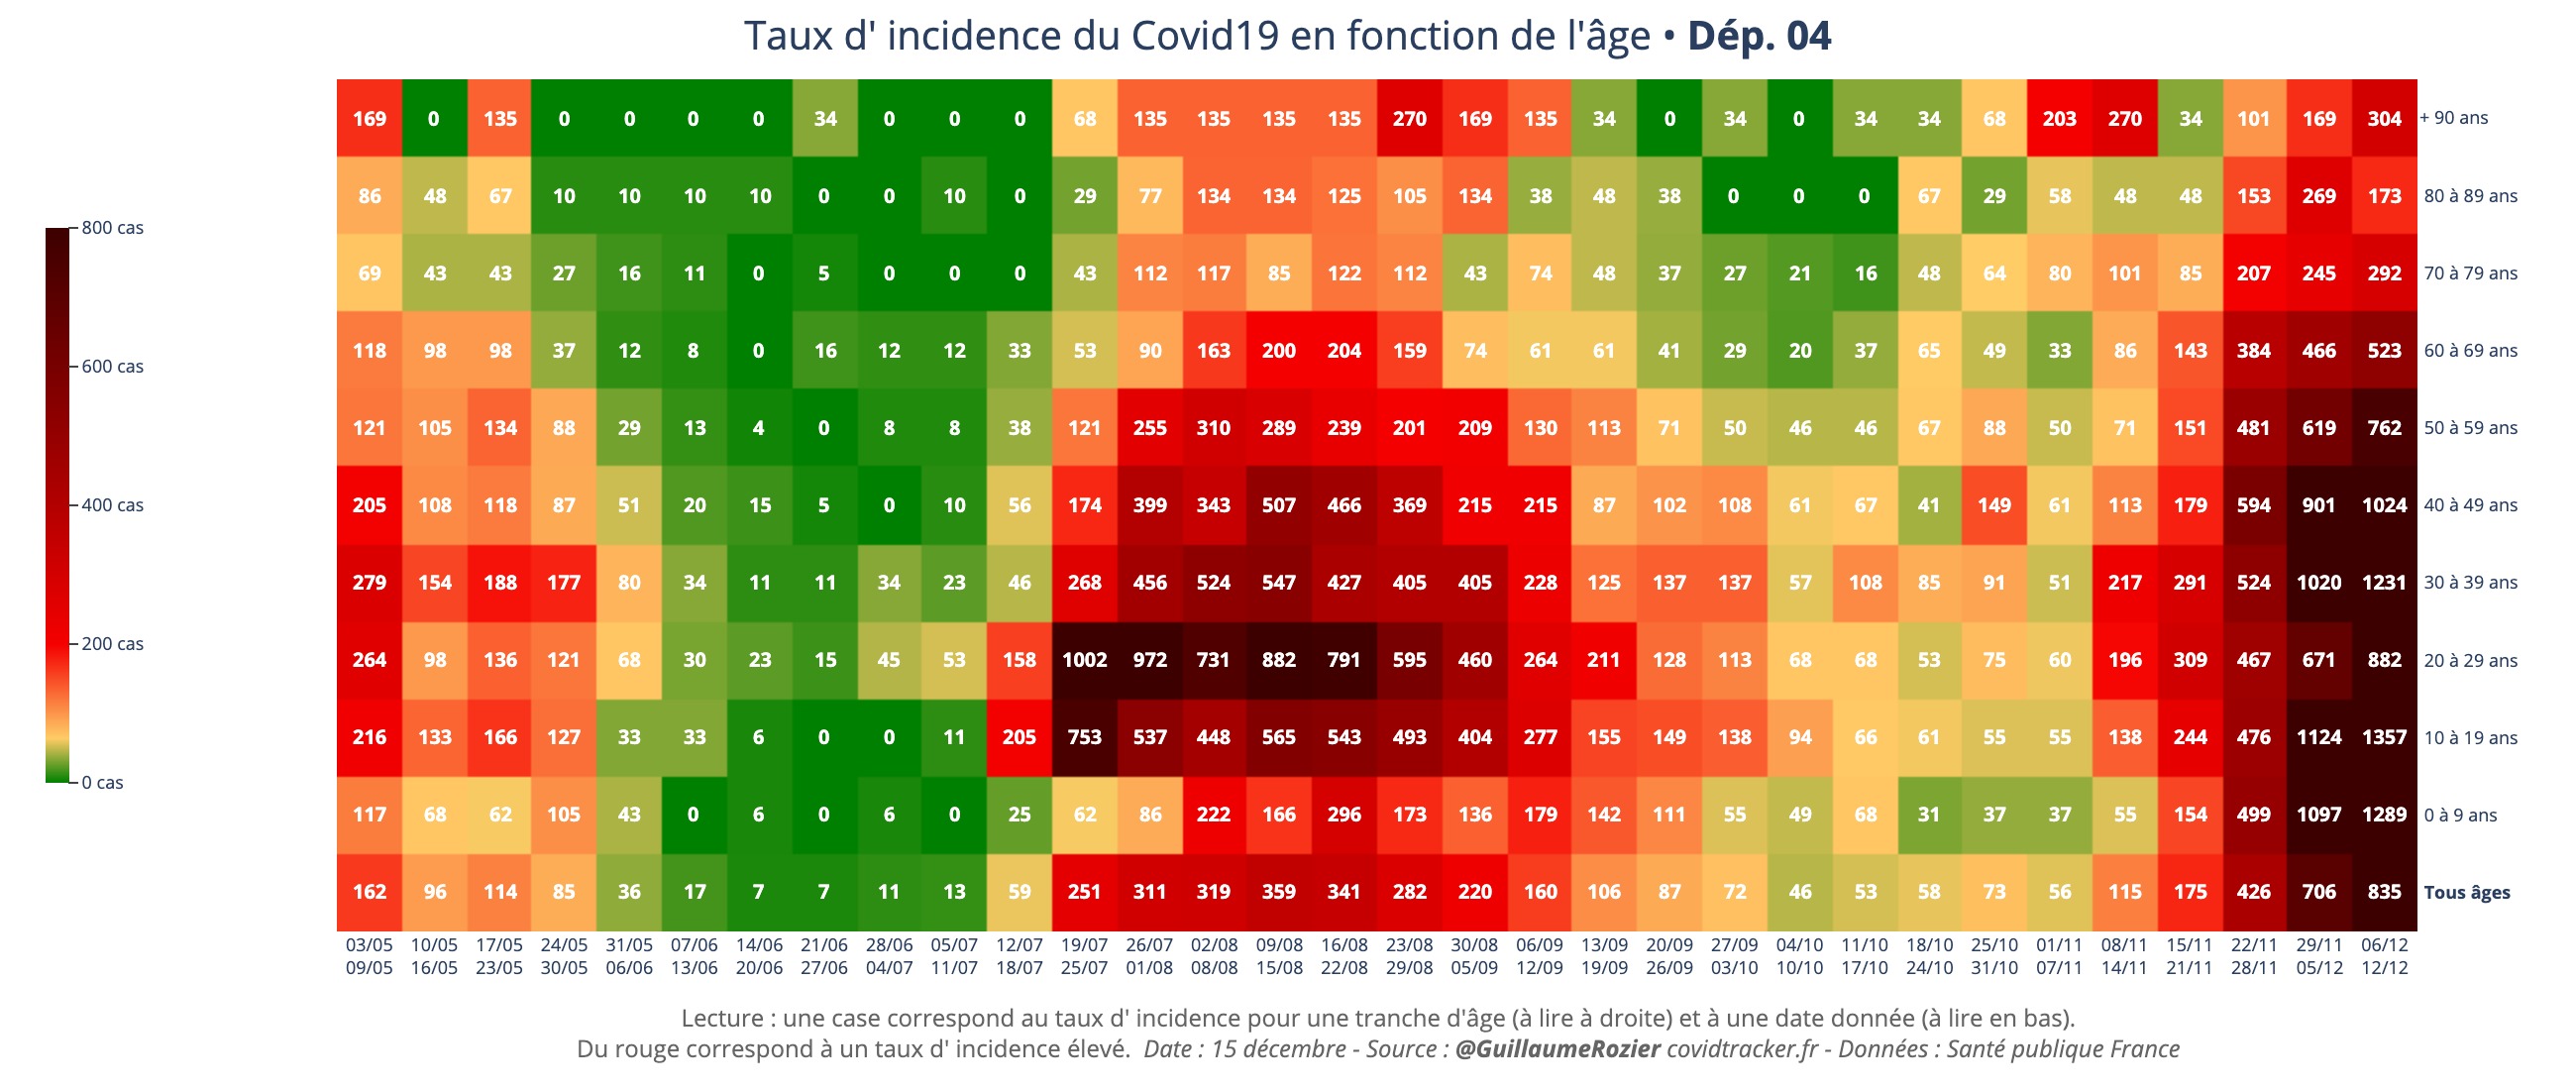 Taux d' incidence du Covid19 en fonction de l'âge • Dép. 04
169 0 135 0 0 0 0 34 0 0 0 68 135 135 135 135 270 169 135 34 0 34 0 34 34 68 203 270 34 101 169 304 + 90 ans
86 48 67 10 10 10 10 0 0 10 0 29 77 134 134 125 105 134 38 48 38 0 0 0 67 29 58 48 48 153 269 173 80 à 89 ans
800 cas
69 43 43 27 16 11 0 5 0 0 0 43 112 117 85 122 112 43 74 48 37 27 21 16 48 64 80 101 85 207 245 292 70 à 79 ans
118 98 98 37 12 8 0 16 12 12 33 53 90 163 200 204 159 74 61 61 41 29 20 37 65 49 33 86 143 384 466 523 60 à 69 ans
600 cas
121 105 134 88 29 13 4 0 8 8 38 121 255 310 289 239 201 209 130 113 71 50 46 46 67 88 50 71 151 481 619 762 50 à 59 ans
400 cas
205 108 118 87 51 20 15 5 0 10 56 174 399 343 507 466 369 215 215 87 102 108 61 67 41 149 61 113 179 594 901 1024 40 à 49 ans
279 154 188 177 80 34 11 11 34 23 46 268 456 524 547 427 405 405 228 125 137 137 57 108 85 91 51 217 291 524 1020 1231 30 à 39 ans
200 cas
264 98 136 121 68 30 23 15 45 53 158 1002 972 731 882 791 595 460 264 211 128 113 68 68 53 75 60 196 309 467 671 882 20 à 29 ans
216 133 166 127 33 33 6 0 0 11 205 753 537 448 565 543 493 404 277 155 149 138 94 66 61 55 55 138 244 476 1124 1357 10 à 19 ans
0 cas
117 68 62 105 43 0 6 0 6 0 25 62 86 222 166 296 173 136 179 142 111 55 49 68 31 37 37 55 154 499 1097 1289 0 à 9 ans
162 96 114 85 36 17 7 7 11 13 59 251 311 319 359 341 282 220 160 106 87 72 46 53 58 73 56 115 175 426 706 835 Tous âges
03/05 10/05 17/05 24/05 31/05 07/06 14/06 21/06 28/06 05/07 12/07 19/07 26/07 02/08 09/08 16/08 23/08 30/08 06/09 13/09 20/09 27/09 04/10 11/10 18/10 25/10 01/11 08/11 15/11 22/11 29/11 06/12
09/05 16/05 23/05 30/05 06/06 13/06 20/06 27/06 04/07 11/07 18/07 25/07 01/08 08/08 15/08 22/08 29/08 05/09 12/09 19/09 26/09 03/10 10/10 17/10 24/10 31/10 07/11 14/11 21/11 28/11 05/12 12/12
Lecture : une case correspond au taux d' incidence pour une tranche d'âge (à lire à droite) et à une date donnée (à lire en bas).
Du rouge correspond à un taux d' incidence élevé. Date : 15 décembre - Source : @GuillaumeRozier covidtracker.fr - Données : Santé publique France